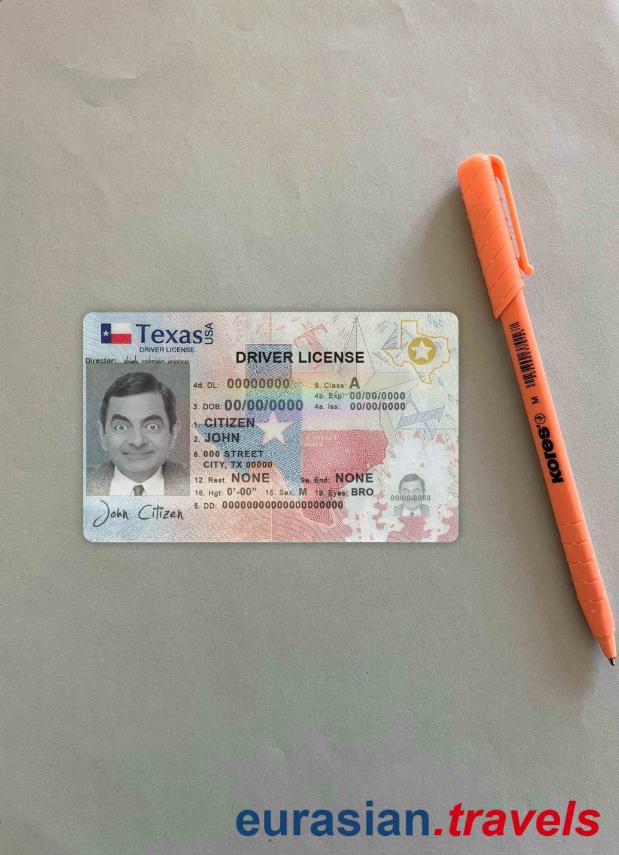 Texas USA
DRIVER LICENSE
DRIVER LICENSE
Director:
4d. DL: 00000000 9. Class: A
4b. Exp: 00/00/0000
3. DOB: 00/00/0000 4a. Iss: 00/00/0000
1. CITIZEN
2. JOHN
8. 000 STREET
CITY, TX 00000
12. Rest. NONE 9a. End: NONE
16. Hgt: 0'-00" 15. Sex: M 18. Eyes: BRO
5. DD: 00000000000000000000
00/00/0000
John Citizen
M
Kores
eurasian.travels